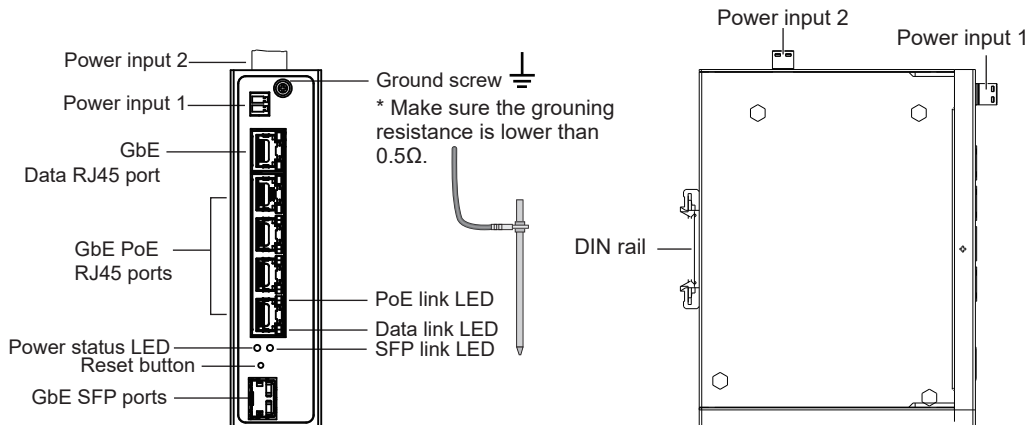 Power input 2
Power input 1
GbE
Data RJ45 port
GbE PoE
RJ45 ports
Power status LED
Reset button
GbE SFP ports
Ground screw
* Make sure the grouning
resistance is lower than
0.5Ω.
PoE link LED
Data link LED
SFP link LED
Power input 2
Power input 1
DIN rail